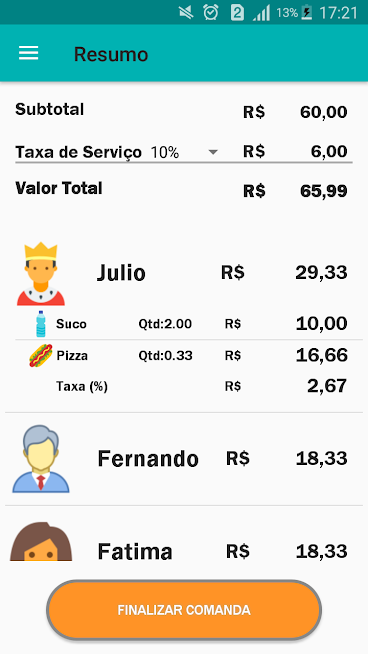 2 13% 17:21
Resumo
Subtotal R$ 60,00
Taxa de Serviço 10% R$ 6,00
Valor Total R$ 65,99
Julio R$ 29,33
Suco Qtd:2.00 R$ 10,00
Pizza Qtd:0.33 R$ 16,66
Taxa (%) R$ 2,67
Fernando R$ 18,33
Fatima R$ 18,33
FINALIZAR COMANDA